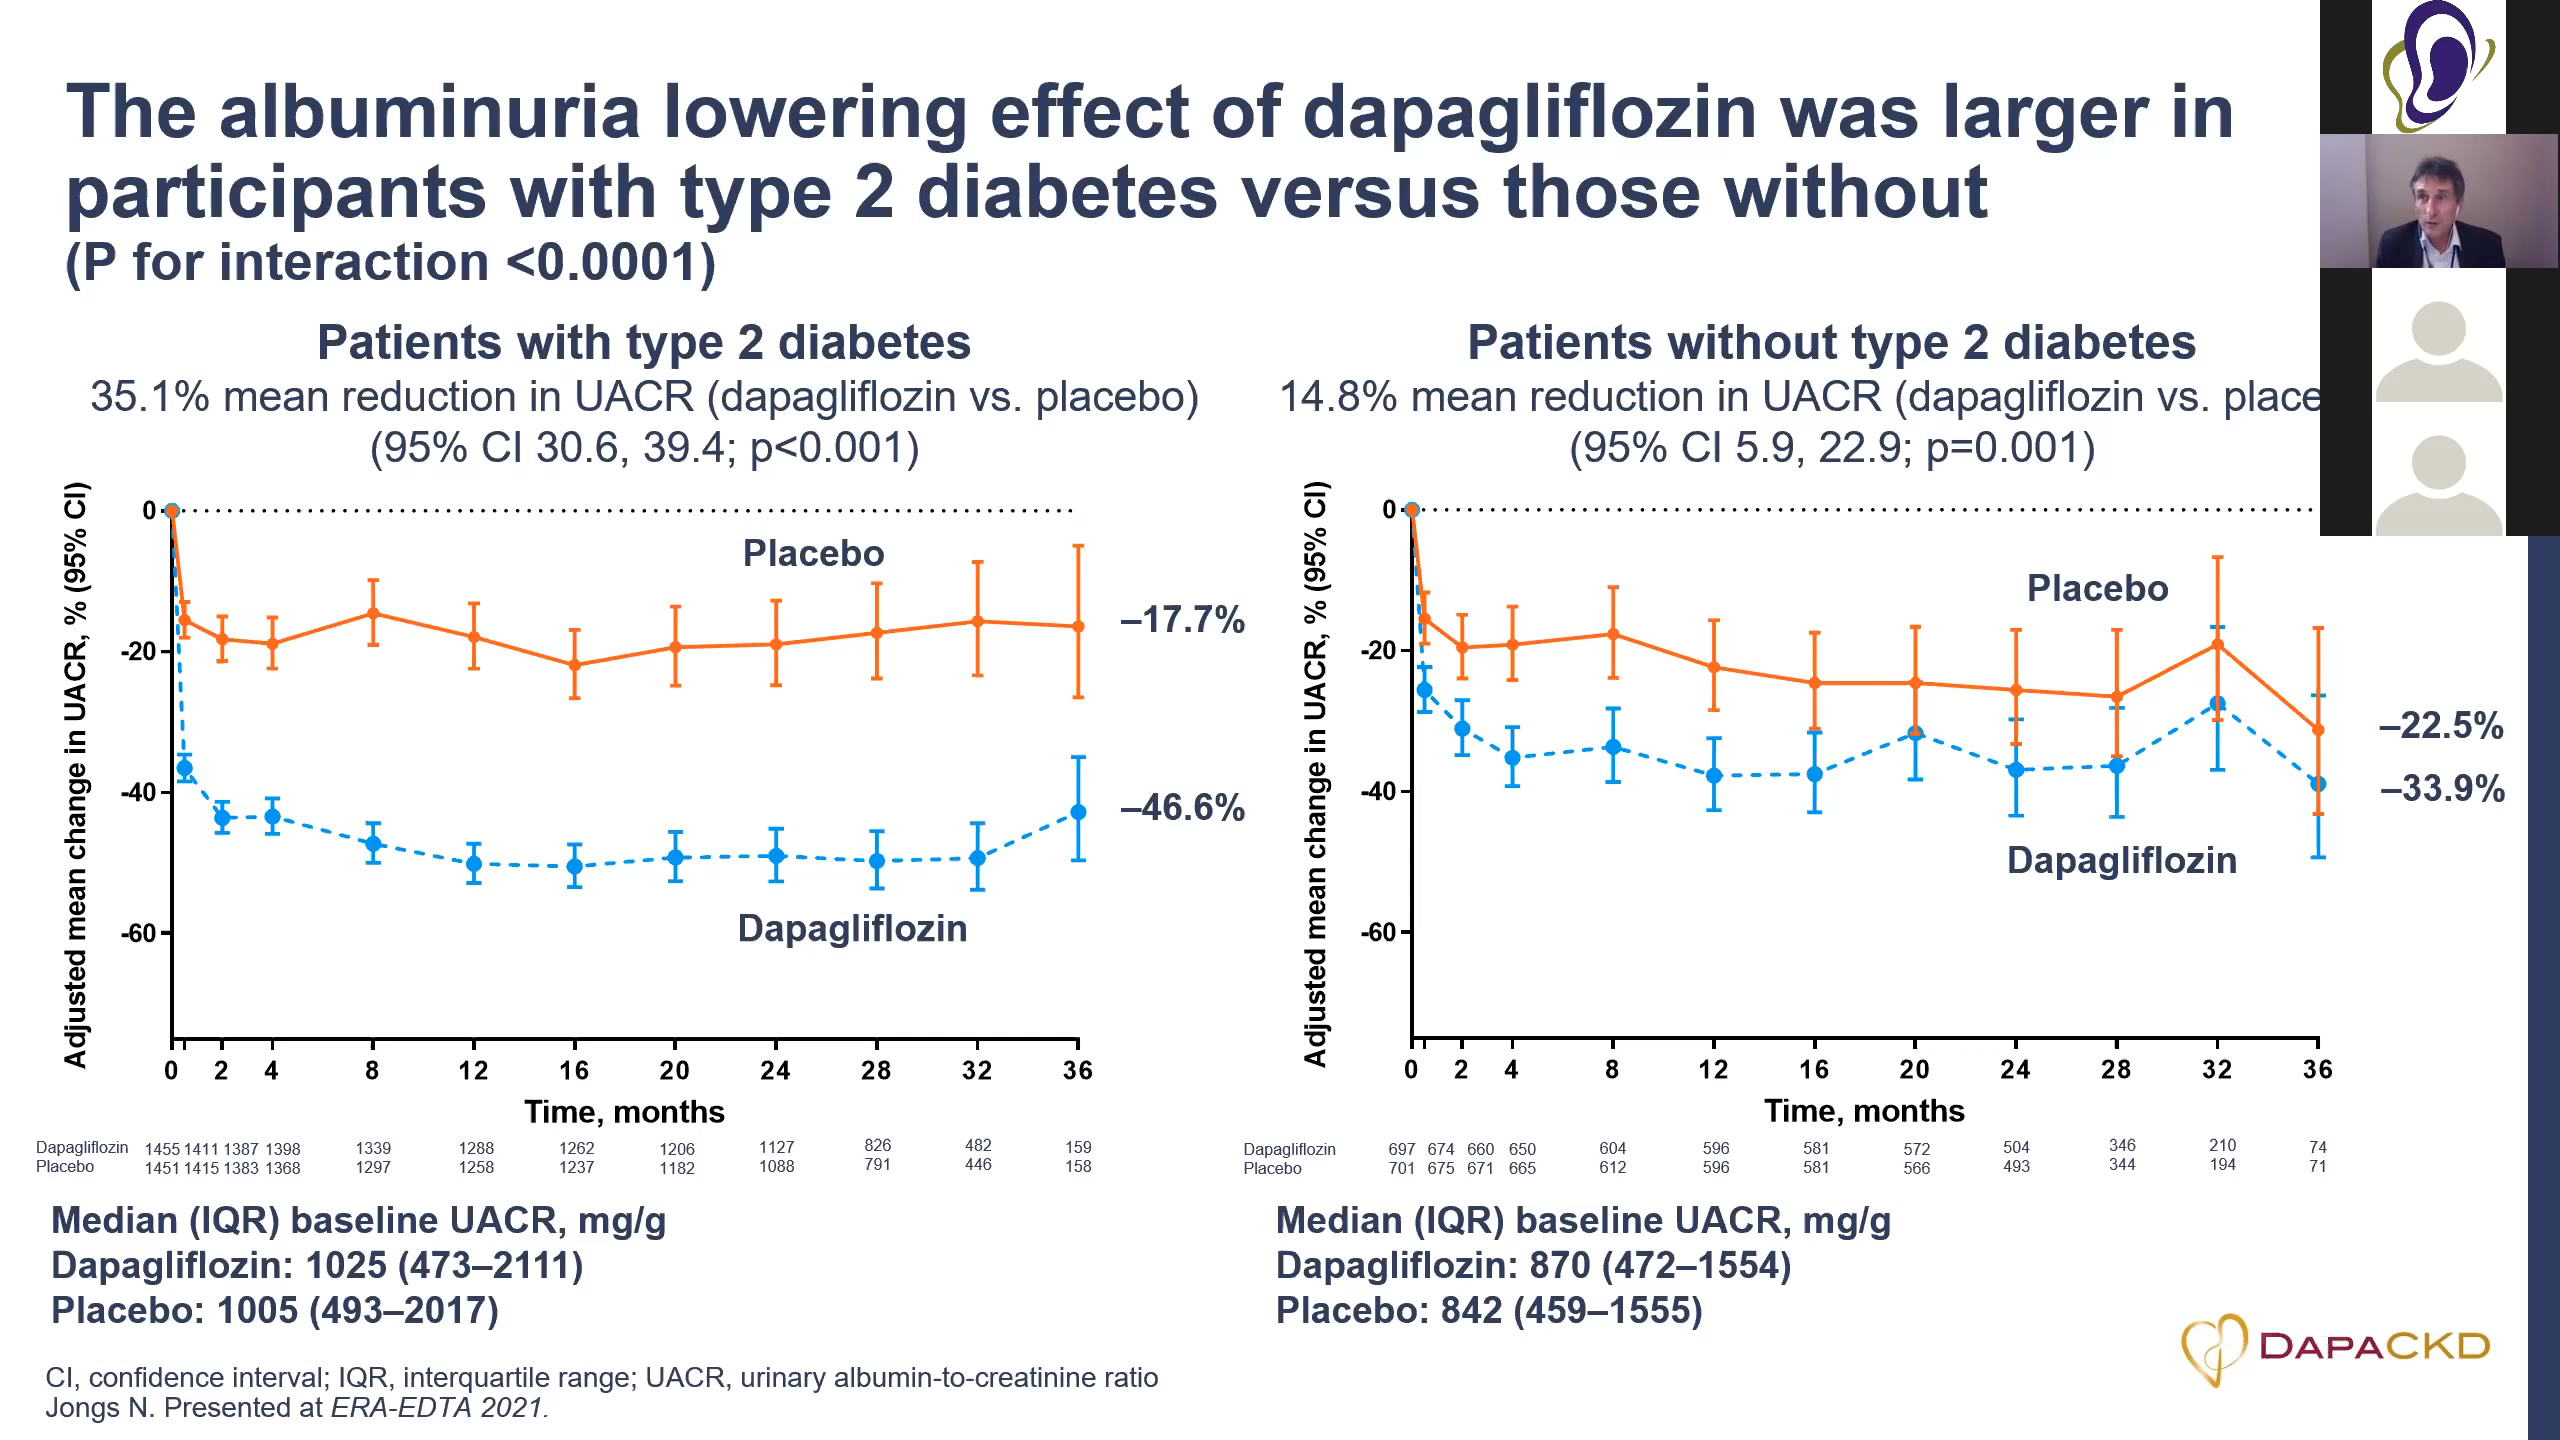 The albuminuria lowering effect of dapagliflozin was larger in
participants with type 2 diabetes versus those without
(P for interaction <0.0001)
Patients with type 2 diabetes
35.1% mean reduction in UACR (dapagliflozin vs. placebo)
(95% CI 30.6, 39.4; p<0.001)
Adjusted mean change in UACR, % (95% CI)
0
-20
-40
-60
Placebo
–17.7%
–46.6%
Dapagliflozin
0 2 4 8 12 16 20 24 28 32 36
Time, months
Dapagliflozin 1455 1411 1387 1398 1339 1288 1262 1206 1127 826 482 159
Placebo 1451 1415 1383 1368 1297 1258 1237 1182 1088 791 446 158
Median (IQR) baseline UACR, mg/g
Dapagliflozin: 1025 (473–2111)
Placebo: 1005 (493–2017)
Patients without type 2 diabetes
14.8% mean reduction in UACR (dapagliflozin vs. place
(95% CI 5.9, 22.9; p=0.001)
Adjusted mean change in UACR, % (95% CI)
0
-20
-40
-60
Placebo
–22.5%
–33.9%
Dapagliflozin
0 2 4 8 12 16 20 24 28 32 36
Time, months
Dapagliflozin 697 674 660 650 604 596 581 572 504 346 210 74
Placebo 701 675 671 665 612 596 581 566 493 344 194 71
Median (IQR) baseline UACR, mg/g
Dapagliflozin: 870 (472–1554)
Placebo: 842 (459–1555)
CI, confidence interval; IQR, interquartile range; UACR, urinary albumin-to-creatinine ratio
Jongs N. Presented at ERA-EDTA 2021.
DAPACKD